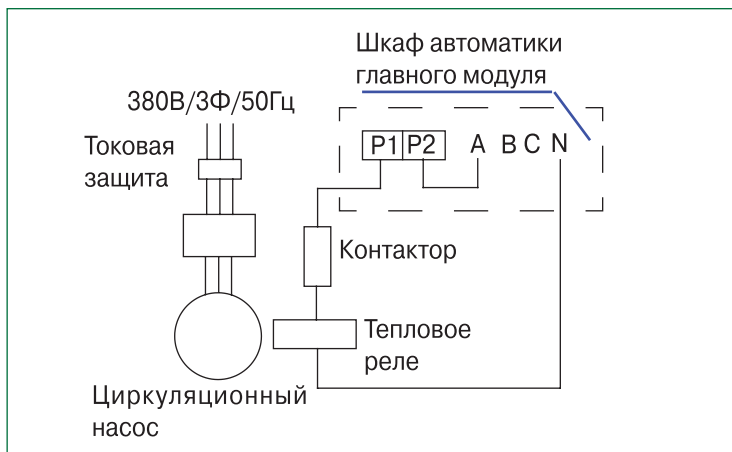 Шкаф автоматики
главного модуля
380В/3Ф/50Гц
Токовая
защита
P1 P2 A B C N
Контактор
Тепловое
реле
Циркуляционный
насос